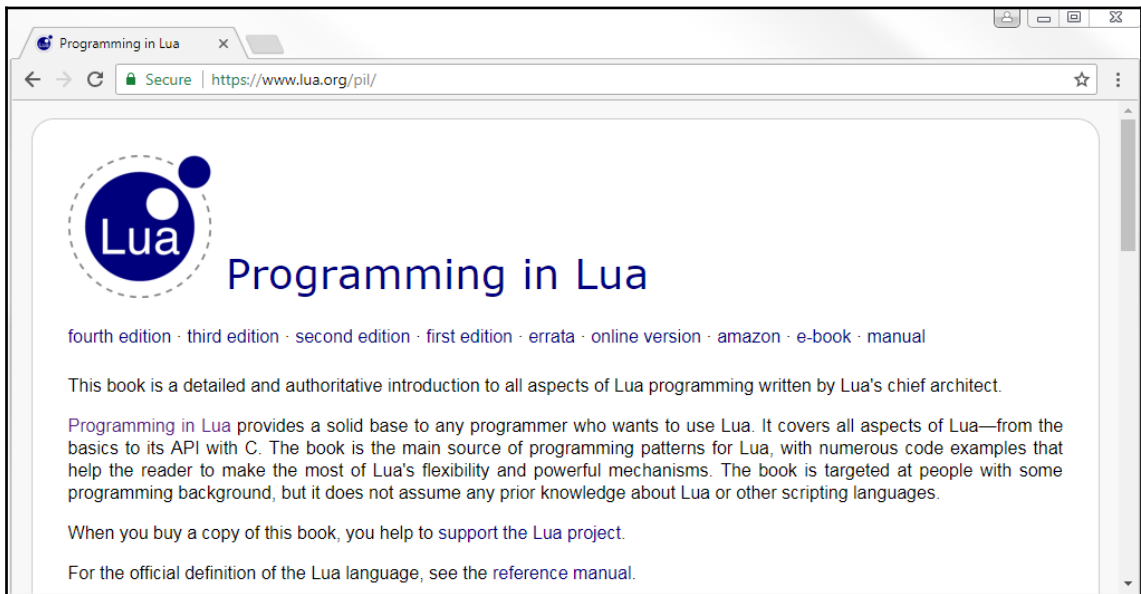 Programming in Lua
Secure | https://www.lua.org/pil/
Lua
Programming in Lua
fourth edition · third edition · second edition · first edition · errata · online version · amazon · e-book · manual
This book is a detailed and authoritative introduction to all aspects of Lua programming written by Lua's chief architect.
Programming in Lua provides a solid base to any programmer who wants to use Lua. It covers all aspects of Lua—from the
basics to its API with C. The book is the main source of programming patterns for Lua, with numerous code examples that
help the reader to make the most of Lua's flexibility and powerful mechanisms. The book is targeted at people with some
programming background, but it does not assume any prior knowledge about Lua or other scripting languages.
When you buy a copy of this book, you help to support the Lua project.
For the official definition of the Lua language, see the reference manual.